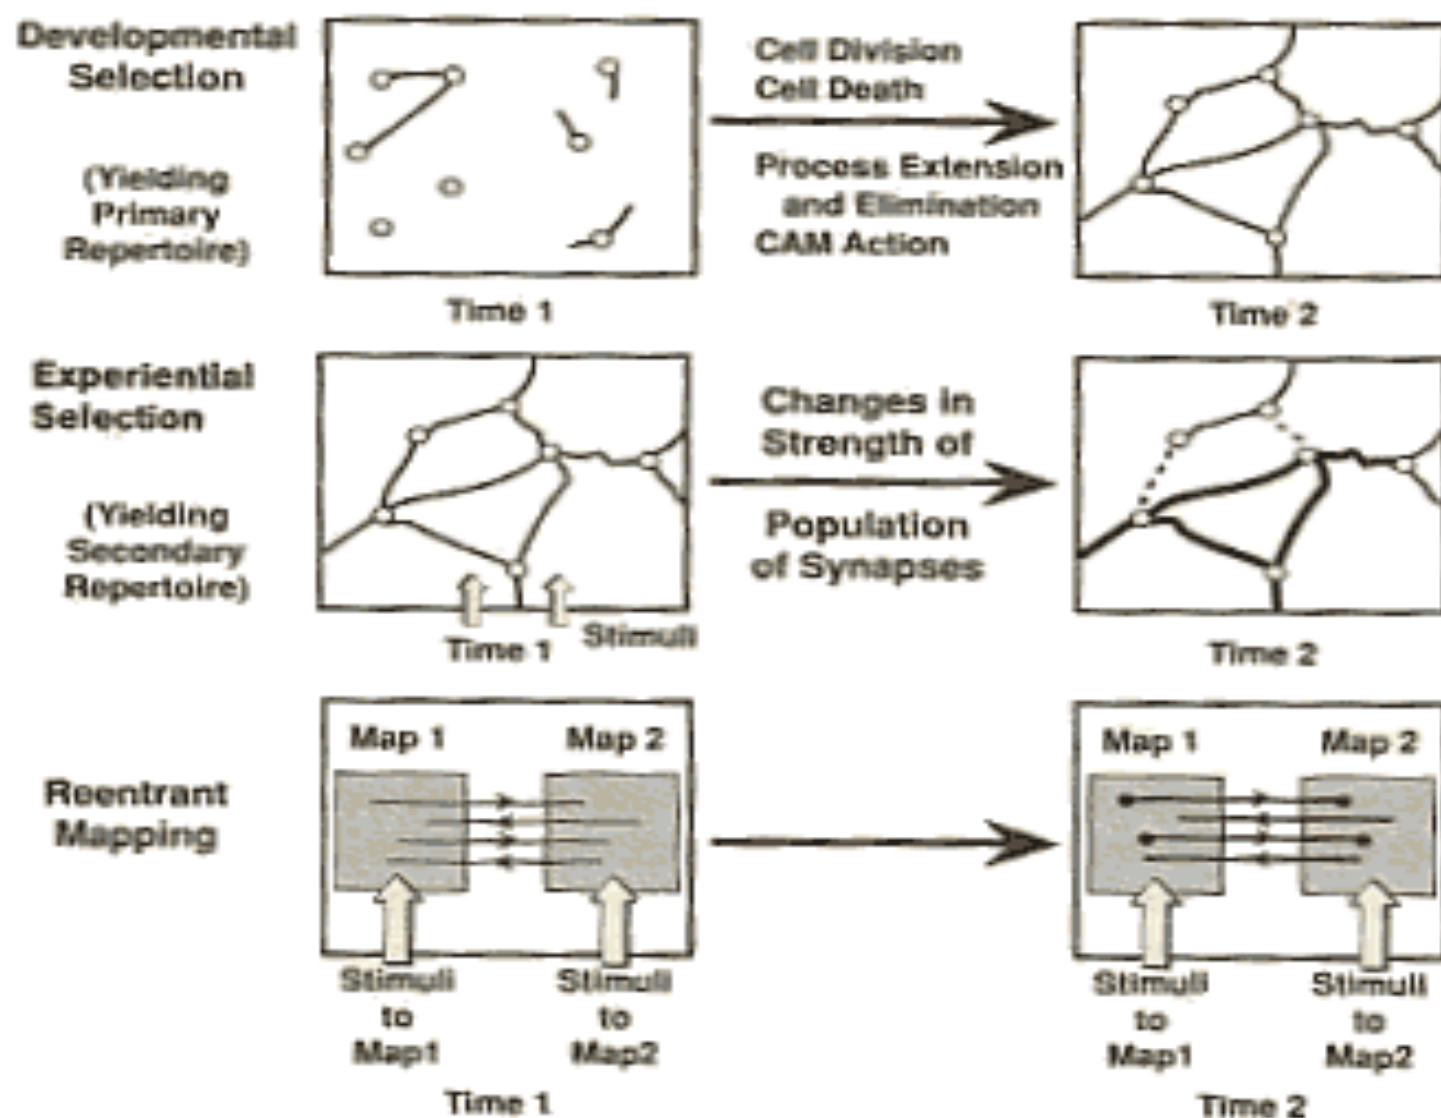 Developmental
Selection
(Yielding
Primary
Repertoire)
Cell Division
Cell Death
Process Extension
and Elimination
CAM Action
Time 1
Time 2
Experiential
Selection
(Yielding
Secondary
Repertoire)
Changes in
Strength of
Population
of Synapses
Time 1
Stimuli
Time 2
Reentrant
Mapping
Map 1
Map 2
Stimuli
to
Map1
Stimuli
to
Map2
Time 1
Map 1
Map 2
Stimuli
to
Map1
Stimuli
to
Map2
Time 2